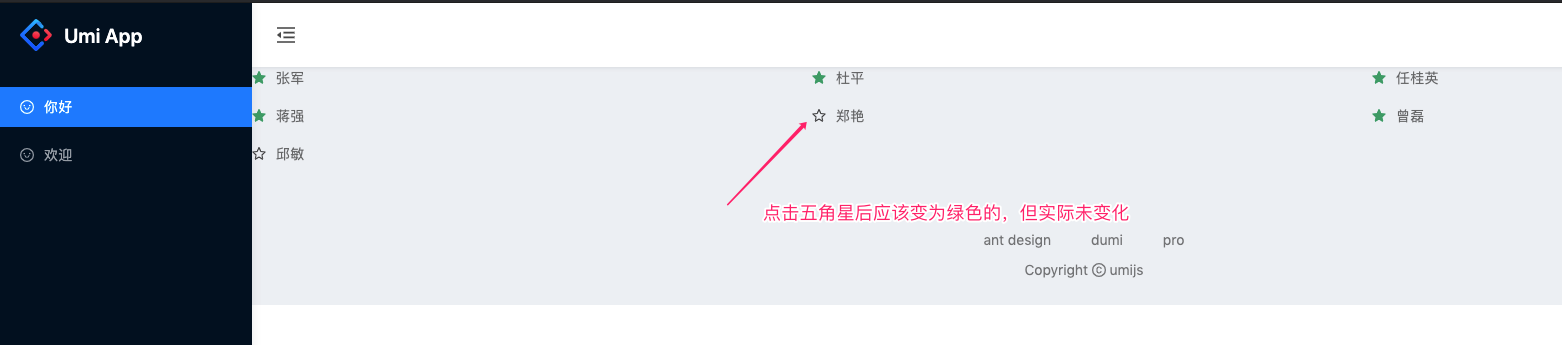 Umi App
你好
欢迎
张军 杜平 任桂英
蒋强 郑艳 曾磊
邱敏
点击五角星后应该变为绿色的，但实际未变化
ant design dumi pro
Copyright © umijs